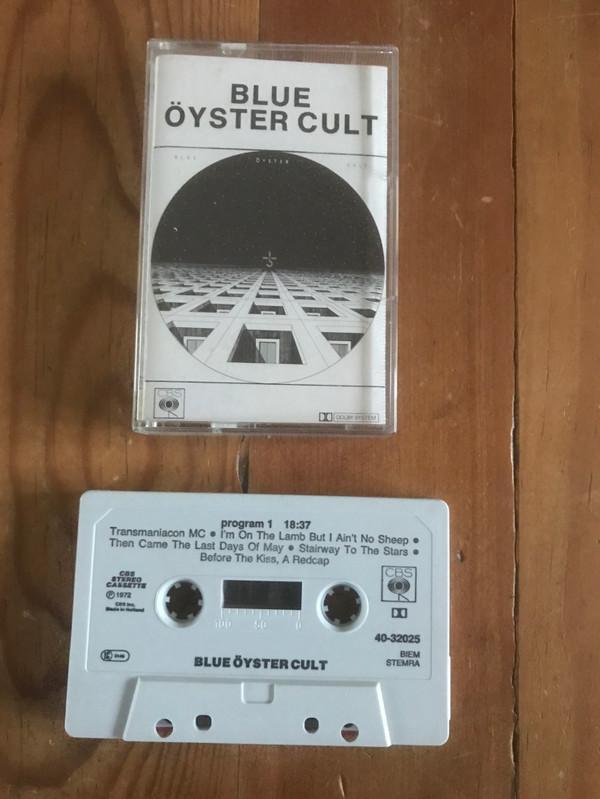 BLUE
ÖYSTER CULT
BLUE ÖYSTER CULT
CBS
DOLBY SYSTEM
program 1 18:37
Transmaniacon MC • I'm On The Lamb But I Ain't No Sheep •
Then Came The Last Days Of May • Stairway To The Stars •
Before The Kiss, A Redcap
CBS
STEREO
CASSETTE
℗ 1972
CBS Inc.
Made in Holland
CBS
100 50 0
40-32025
BIEM
STEMRA
BLUE ÖYSTER CULT